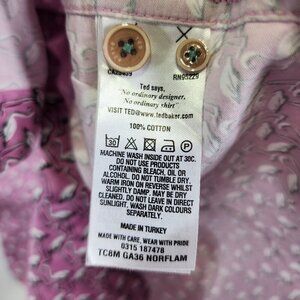 RN95229
Ted says,
"No ordinary designer,
No ordinary shirt"
VISIT TED@WWW.tedbaker.com
100% COTTON
30
P
MACHINE WASH INSIDE OUT AT 30C.
DO NOT USE PRODUCTS
CONTAINING BLEACH, OIL OR
ALCOHOL. DO NOT TUMBLE DRY.
WARM IRON ON REVERSE WHILST
SLIGHTLY DAMP. MAY BE DRY
CLEANED. DO NOT LEAVE IN DIRECT
SUNLIGHT. WASH DARK COLOURS
SEPARATELY.
MADE IN TURKEY
MADE WITH CARE, WEAR WITH PRIDE
0315 187478
TC8M GA36 NORFLAM